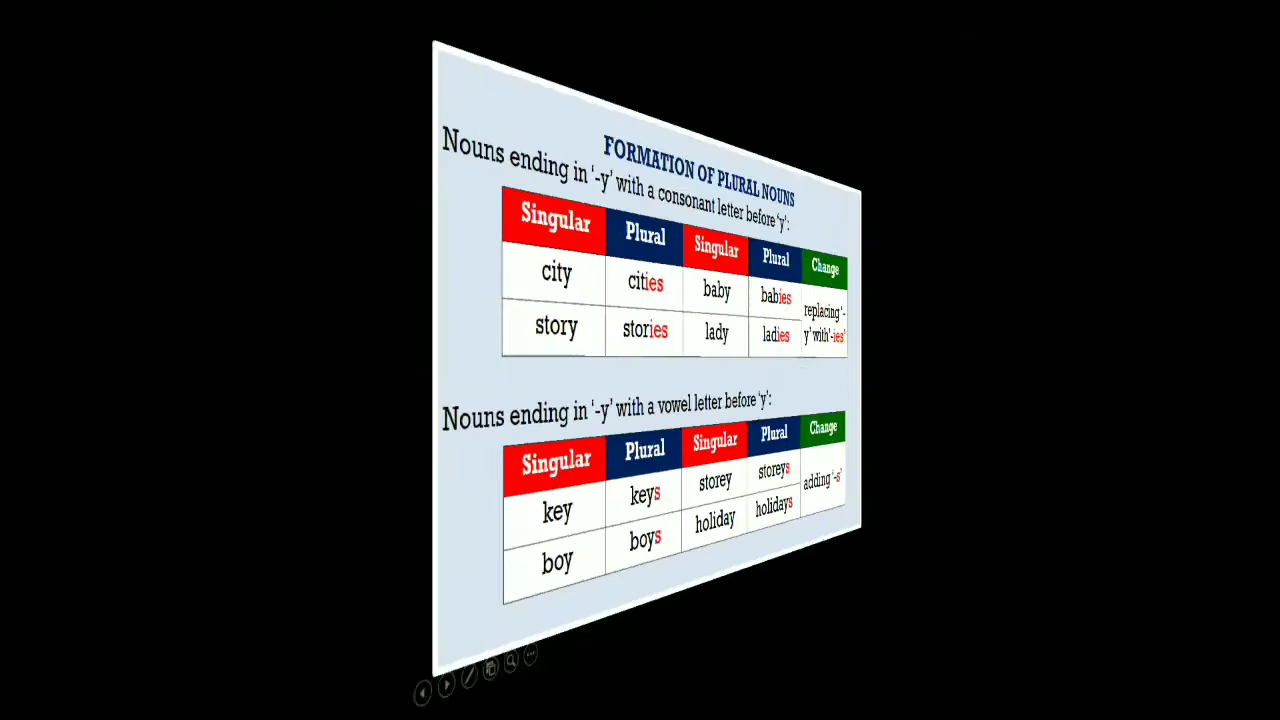 FORMATION OF PLURAL NOUNS
Nouns ending in ‘-y’ with a consonant letter before ‘y’:
Singular Plural Singular Plural Change
city cities baby babies replacing ‘-
story stories lady ladies y’ with ‘-ies’
Nouns ending in ‘-y’ with a vowel letter before ‘y’:
Singular Plural Singular Plural Change
key keys storey storeys adding ‘-s’
boy boys holiday holidays